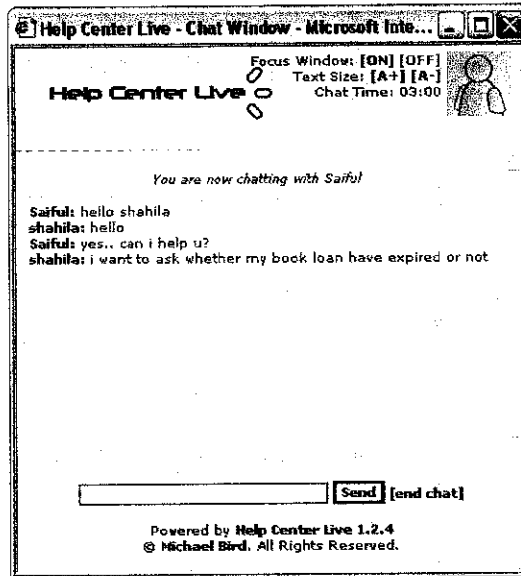 Help Center Live - Chat Window - Microsoft Inte...
Focus Window: [ON] [OFF]
Text Size: [A+] [A-]
Chat Time: 03:00
Help Center Live
You are now chatting with Saiful
Saiful: hello shahila
shahila: hello
Saiful: yes.. can i help u?
shahila: i want to ask whether my book loan have expired or not
Send [end chat]
Powered by Help Center Live 1.2.4
© Michael Bird. All Rights Reserved.